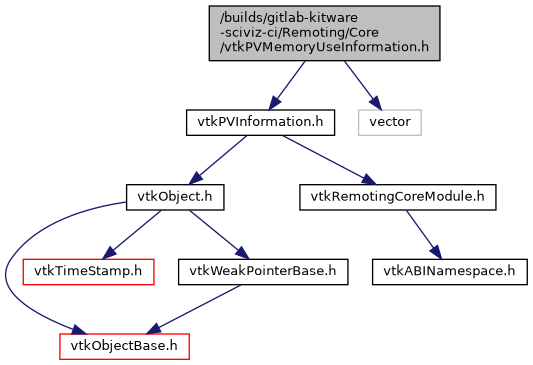 /builds/gitlab-kitware
-sciviz-ci/Remoting/Core
/vtkPVMemoryUseInformation.h
vtkPVInformation.h
vector
vtkObject.h
vtkRemotingCoreModule.h
vtkTimeStamp.h
vtkWeakPointerBase.h
vtkABINamespace.h
vtkObjectBase.h